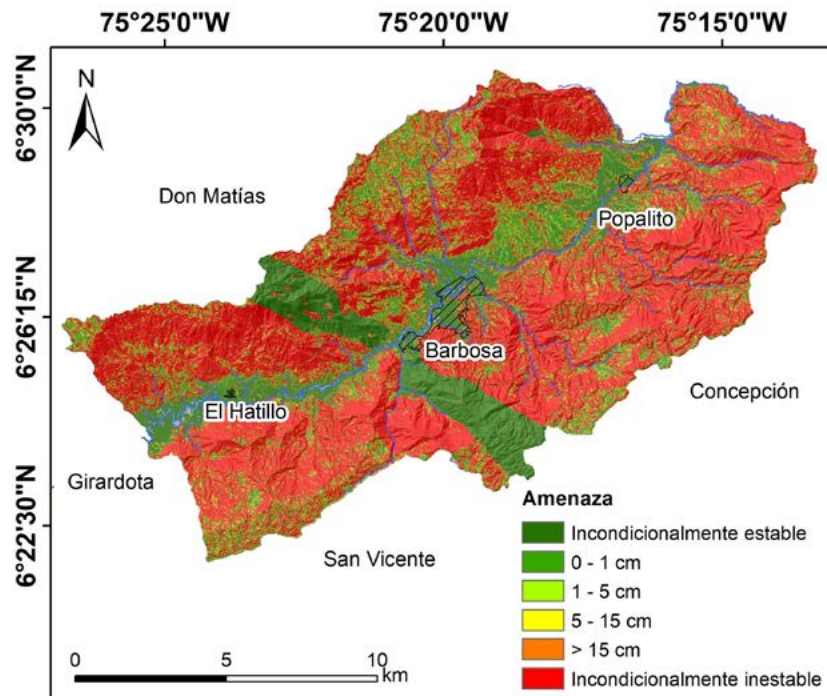 75°25'0"W
75°20'0"W
75°15'0"W
6°30'0"N
6°26'15"N
6°22'30"N
N
Don Matías
Popalito
Barbosa
Concepción
El Hatillo
Girardota
San Vicente
Amenaza
Incondicionalmente estable
0 - 1 cm
1 - 5 cm
5 - 15 cm
> 15 cm
Incondicionalmente inestable
0 5 10
km